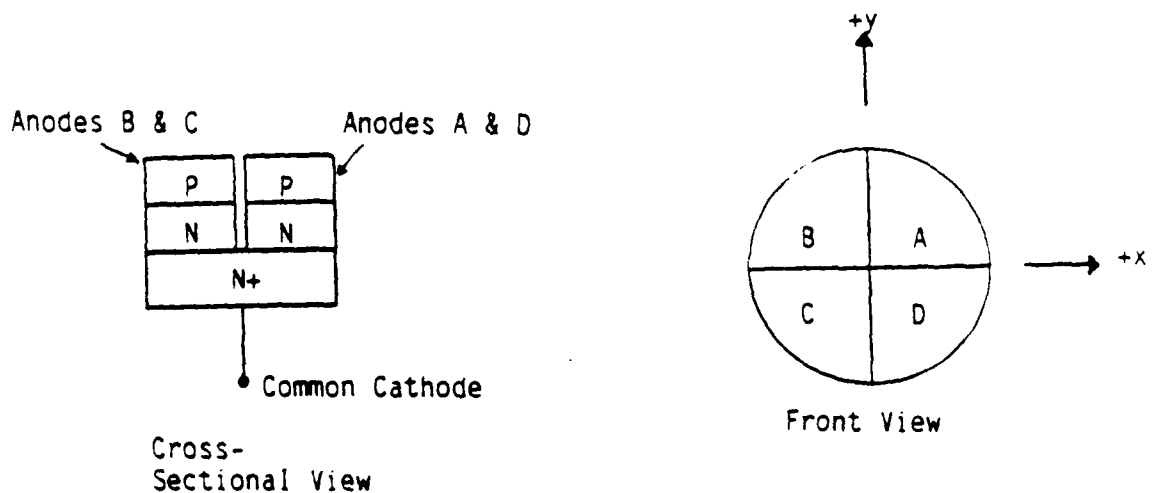 Anodes B & C
Anodes A & D
P
P
N
N
N+
Common Cathode
Cross-
Sectional View
+y
B
A
+x
C
D
Front View